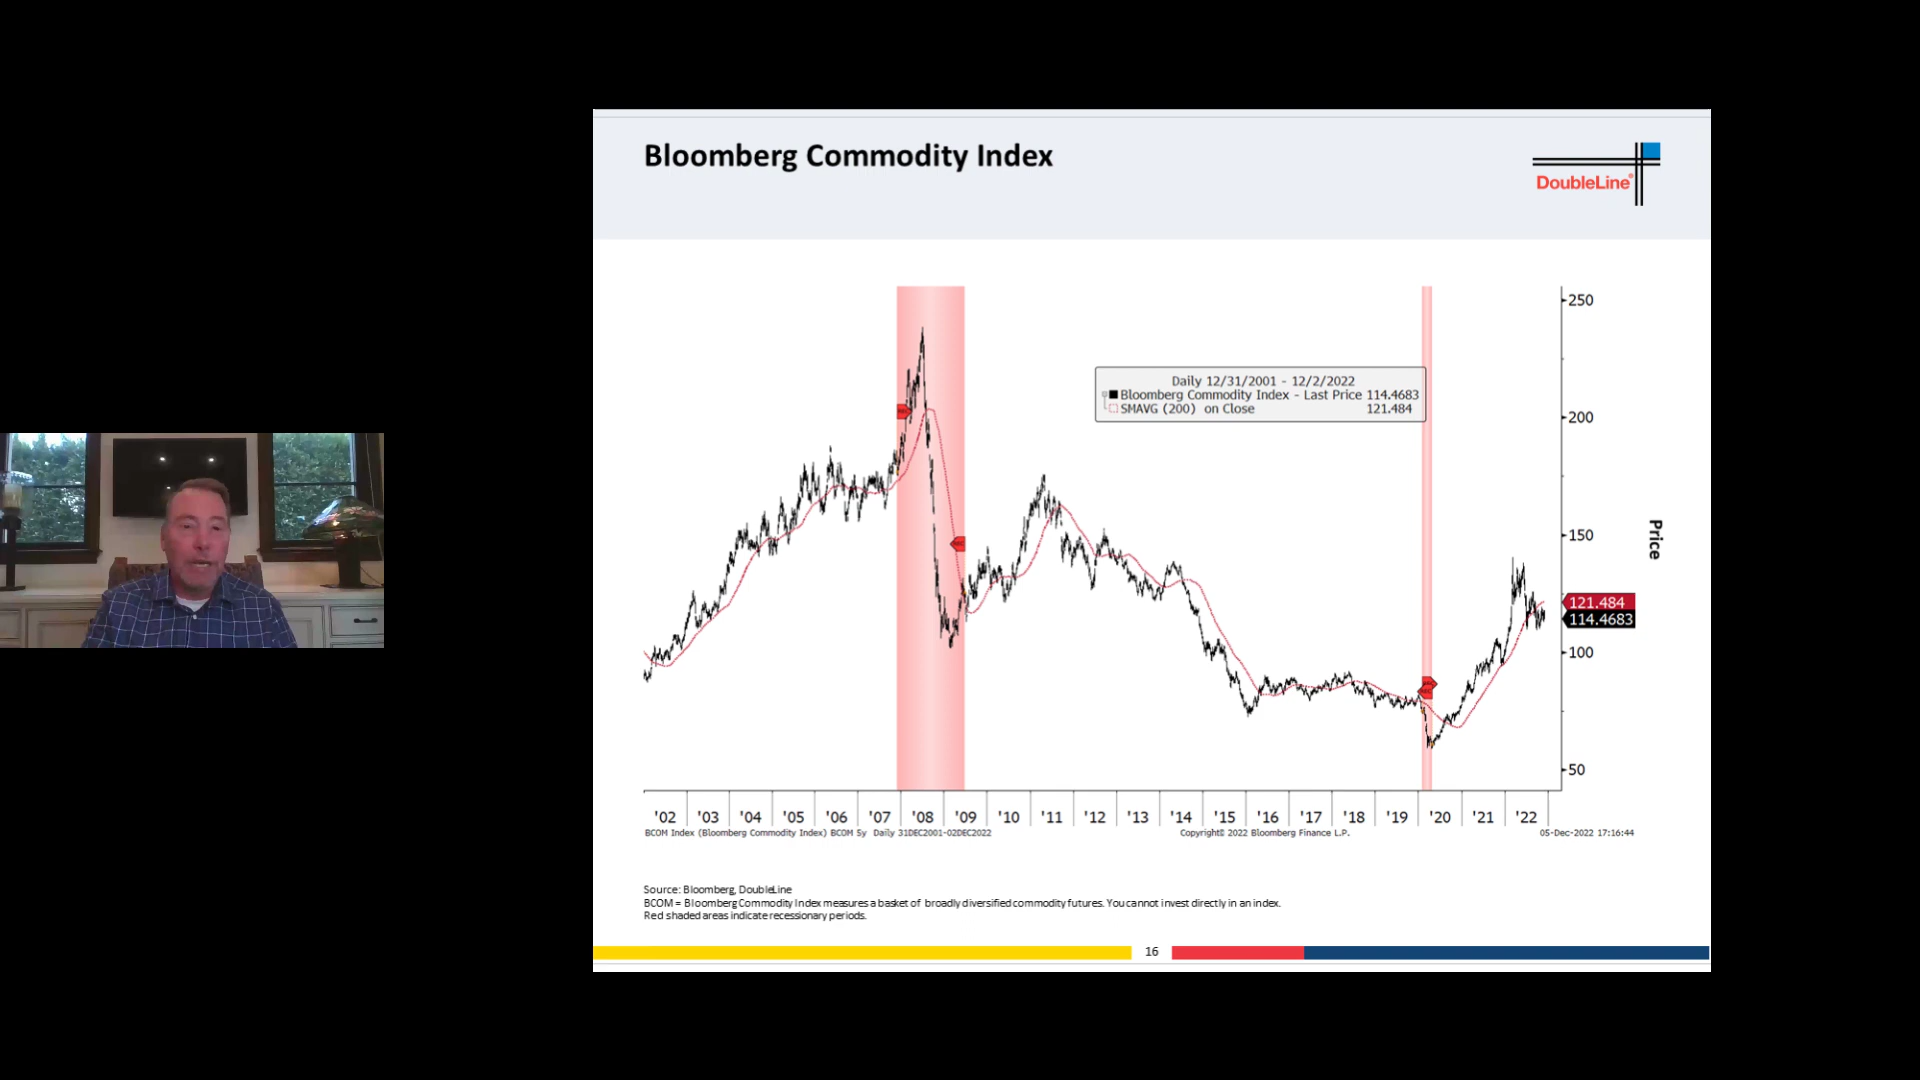 Bloomberg Commodity Index
DoubleLine®
250
200
150
100
50
Price
Daily 12/31/2001 - 12/2/2022
Bloomberg Commodity Index - Last Price 114.4683
SMAVG (200) on Close 121.484
121.484
114.4683
'02 '03 '04 '05 '06 '07 '08 '09 '10 '11 '12 '13 '14 '15 '16 '17 '18 '19 '20 '21 '22
BCOM Index (Bloomberg Commodity Index) BCOM 5y Daily 31DEC2001-02DEC2022 Copyright© 2022 Bloomberg Finance L.P. 05-Dec-2022 17:16:44
Source: Bloomberg, DoubleLine
BCOM = Bloomberg Commodity Index measures a basket of broadly diversified commodity futures. You cannot invest directly in an index.
Red shaded areas indicate recessionary periods.
16